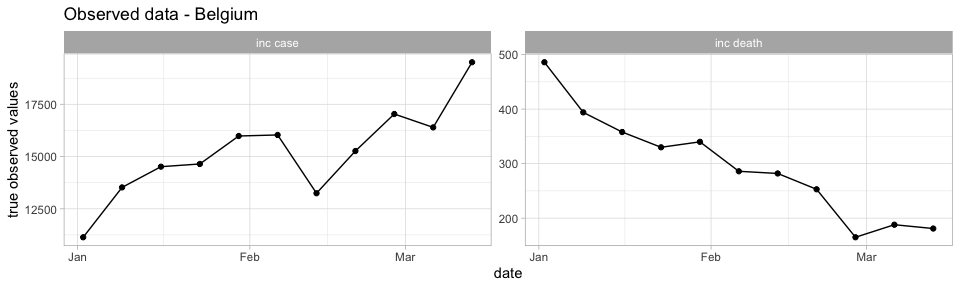 Observed data - Belgium
inc case
inc death
true observed values
17500
15000
12500
500
400
300
200
Jan
Feb
Mar
Jan
Feb
Mar
date